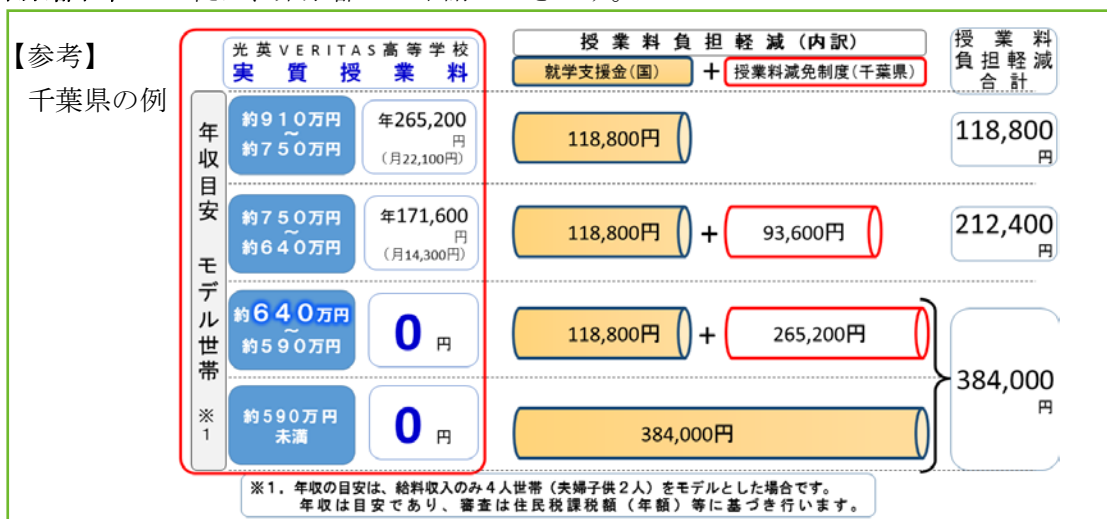 【参考】
千葉県の例
光英VERITAS高等学校
実質授業料
授業料負担軽減(内訳)
就学支援金(国)
+
授業料減免制度(千葉県)
授業料
負担軽減
合計
年収目安 モデル世帯 ※1
約910万円
~
約750万円
年265,200
円
(月22,100円)
118,800円
118,800
円
約750万円
~
約640万円
年171,600
円
(月14,300円)
118,800円
+
93,600円
212,400
円
約640万円
~
約590万円
0円
118,800円
+
265,200円
384,000
円
約590万円
未満
0円
384,000円
※1.年収の目安は、給料収入のみ4人世帯(夫婦子供2人)をモデルとした場合です。
年収は目安であり、審査は住民税課税額(年額)等に基づき行います。